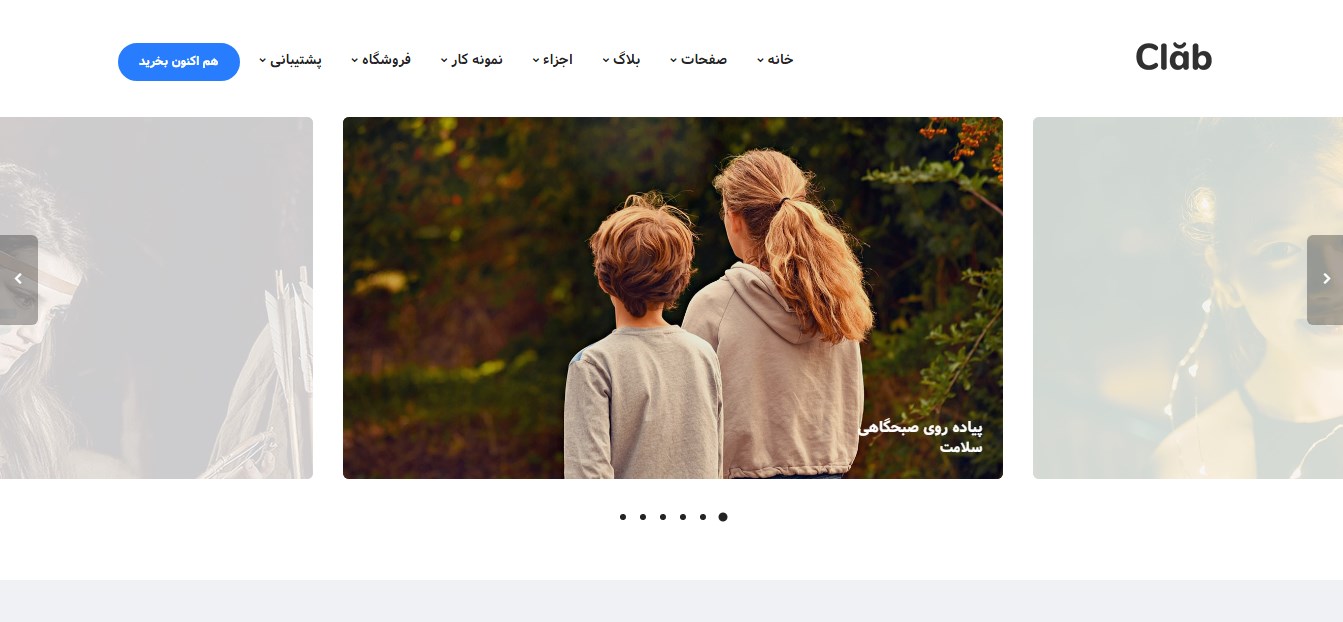 Clăb
خانه
صفحات
بلاگ
اجزاء
نمونه کار
فروشگاه
پشتیبانی
هم اکنون بخرید
پیاده روی صبحگاهی
سلامت